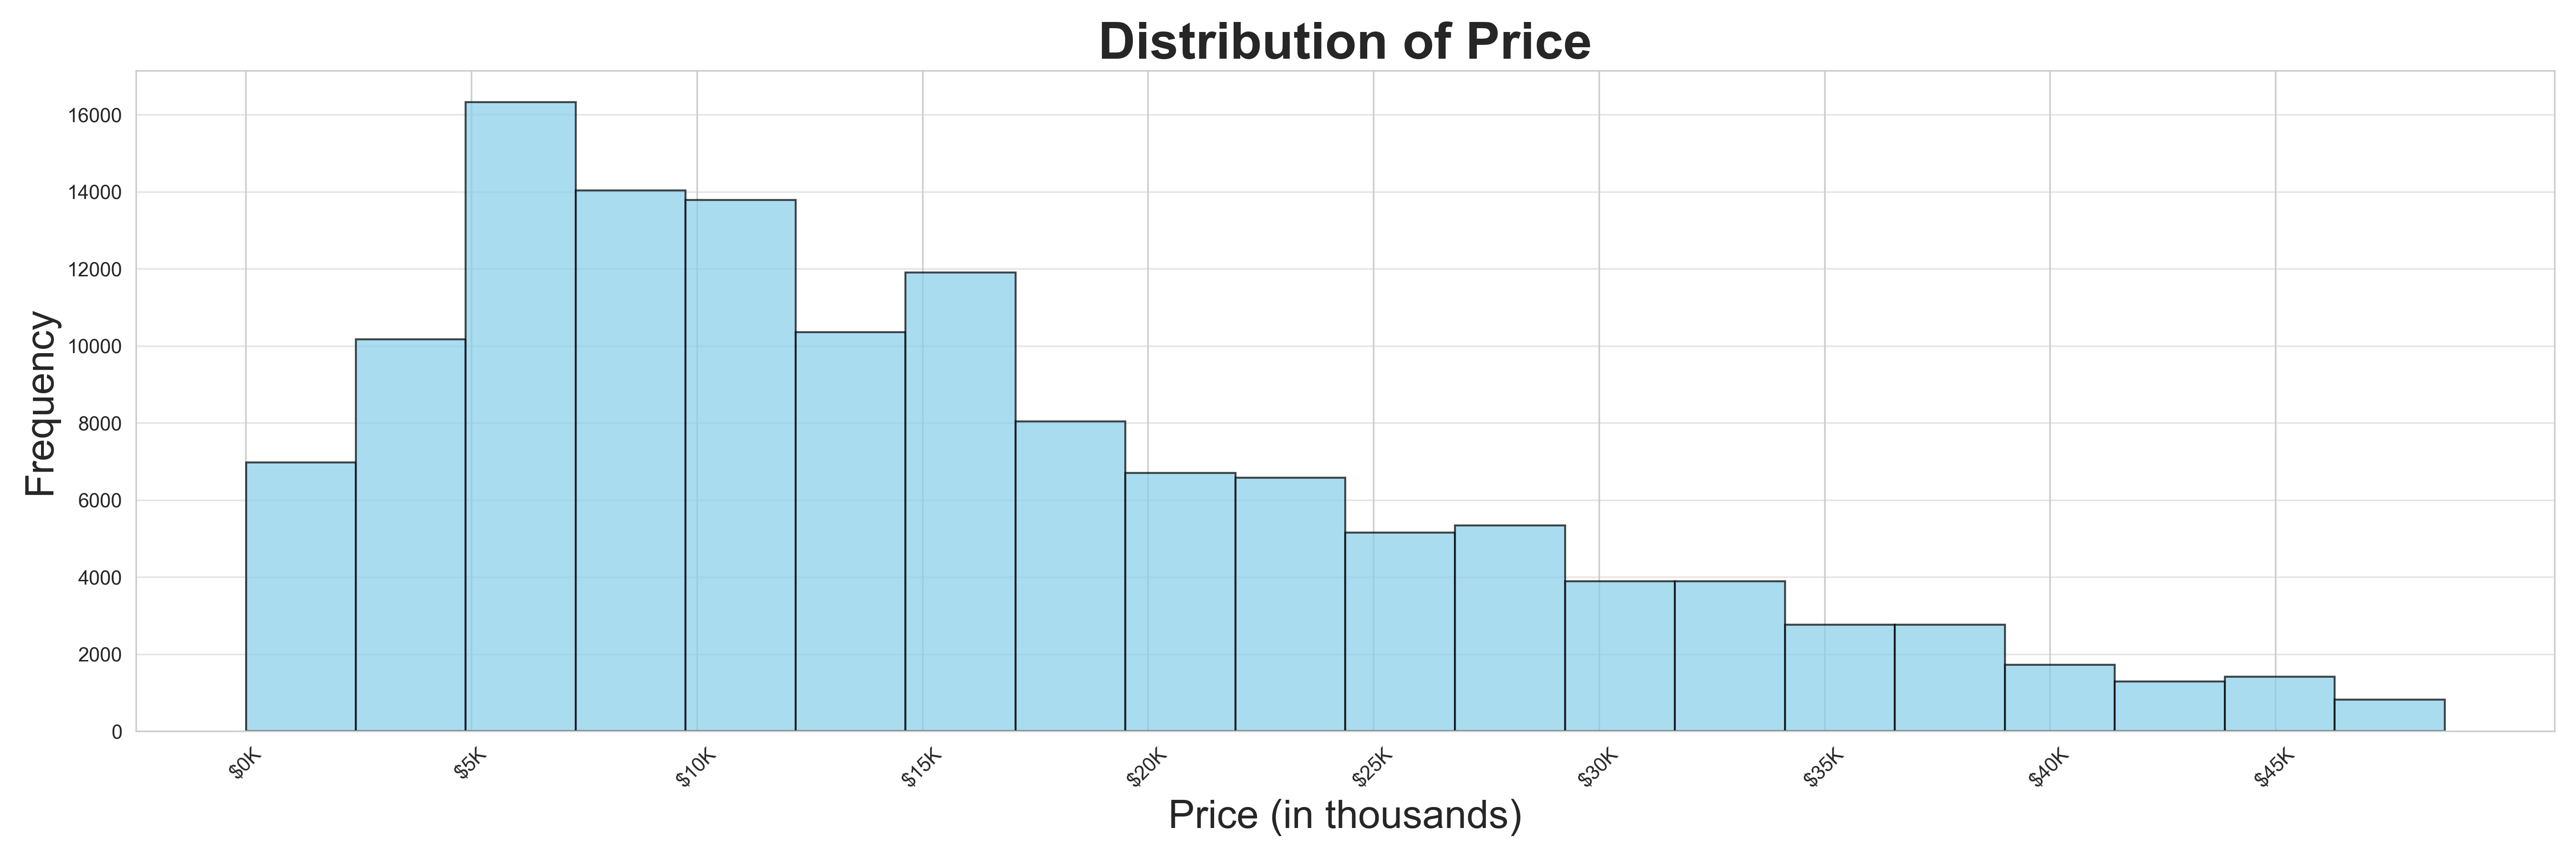 Distribution of Price
Frequency
16000
14000
12000
10000
8000
6000
4000
2000
0
$0K $5K $10K $15K $20K $25K $30K $35K $40K $45K
Price (in thousands)